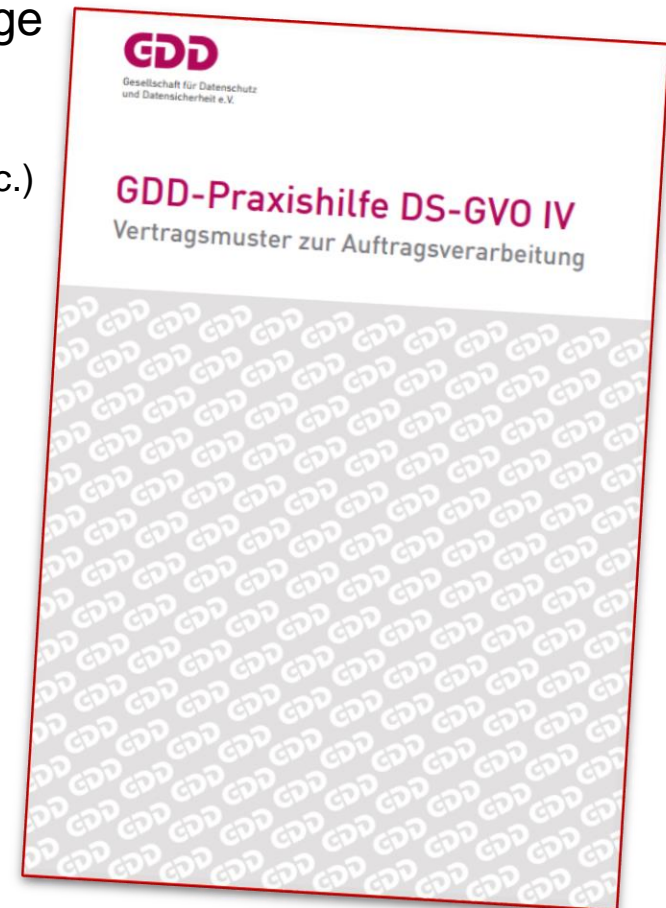 ge
c.)
GDD
Gesellschaft für Datenschutz
und Datensicherheit e.V.
GDD-Praxishilfe DS-GVO IV
Vertragsmuster zur Auftragsverarbeitung